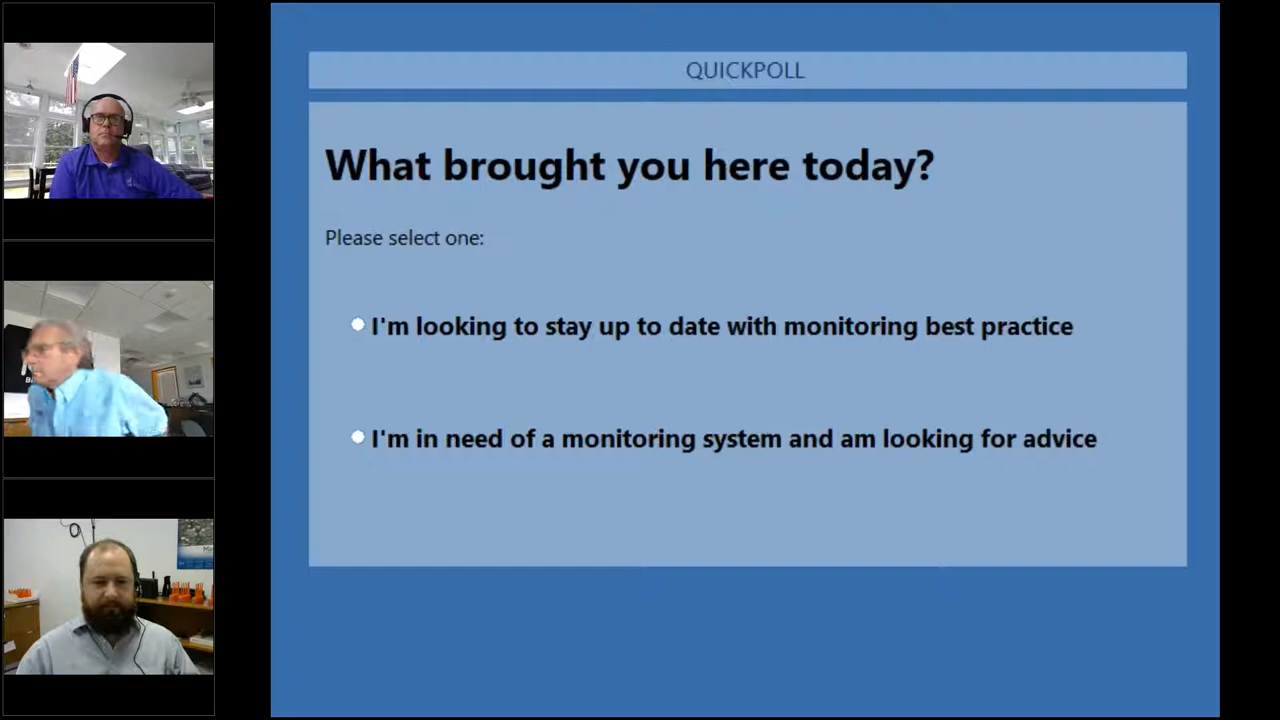 QUICKPOLL
What brought you here today?
Please select one:
I'm looking to stay up to date with monitoring best practice
I'm in need of a monitoring system and am looking for advice